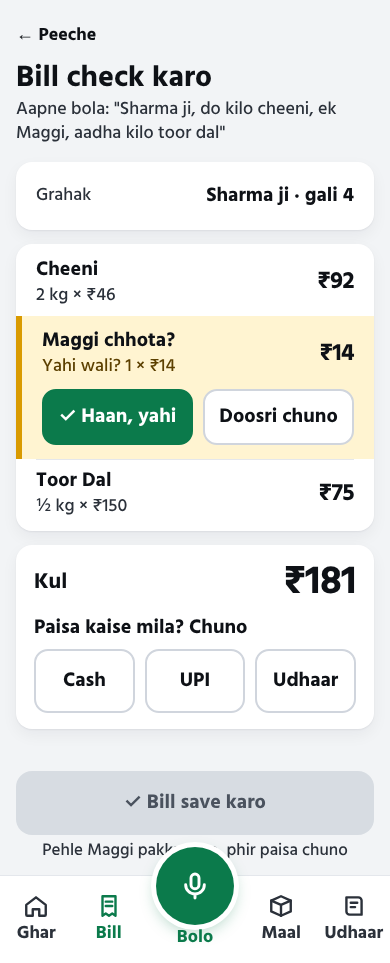 ← Peeche
Bill check karo
Aapne bola: "Sharma ji, do kilo cheeni, ek
Maggi, aadha kilo toor dal"
Grahak Sharma ji · gali 4
Cheeni ₹92
2 kg × ₹46
Maggi chhota? ₹14
Yahi wali? 1 × ₹14
✓ Haan, yahi Doosri chuno
Toor Dal ₹75
½ kg × ₹150
Kul ₹181
Paisa kaise mila? Chuno
Cash UPI Udhaar
✓ Bill save karo
Pehle Maggi phir paisa chuno
Ghar Bill Bolo Maal Udhaar